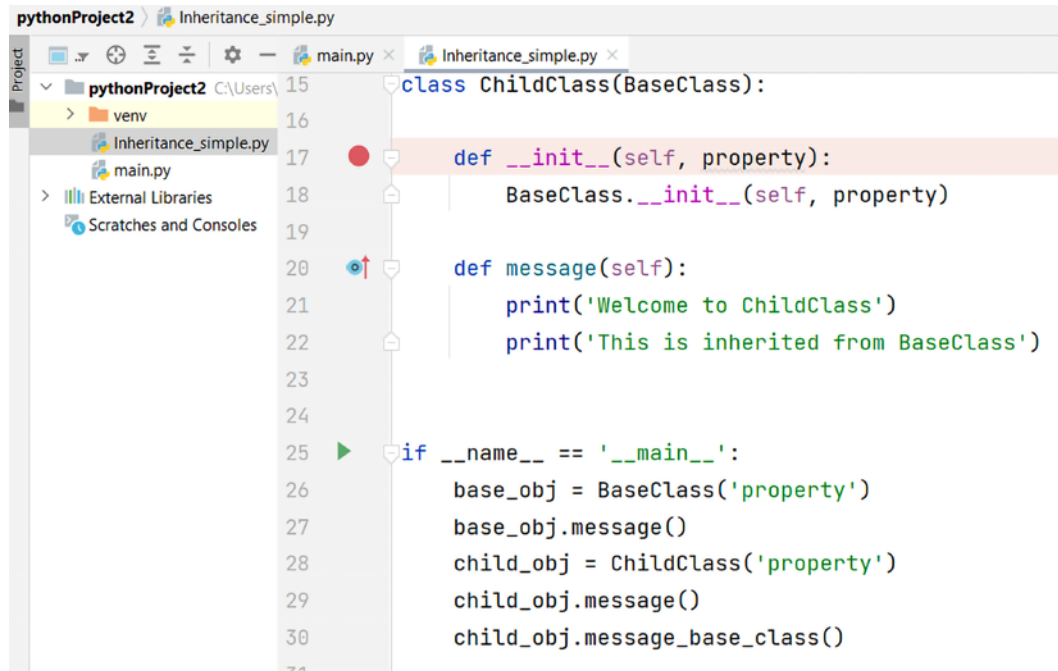 pythonProject2 Inheritance_simple.py
Project
main.py Inheritance_simple.py
pythonProject2 C:\Users\
venv
Inheritance_simple.py
main.py
External Libraries
Scratches and Consoles
15 class ChildClass(BaseClass):
16
17 def __init__(self, property):
18 BaseClass.__init__(self, property)
19
20 def message(self):
21 print('Welcome to ChildClass')
22 print('This is inherited from BaseClass')
23
24
25 if __name__ == '__main__':
26 base_obj = BaseClass('property')
27 base_obj.message()
28 child_obj = ChildClass('property')
29 child_obj.message()
30 child_obj.message_base_class()